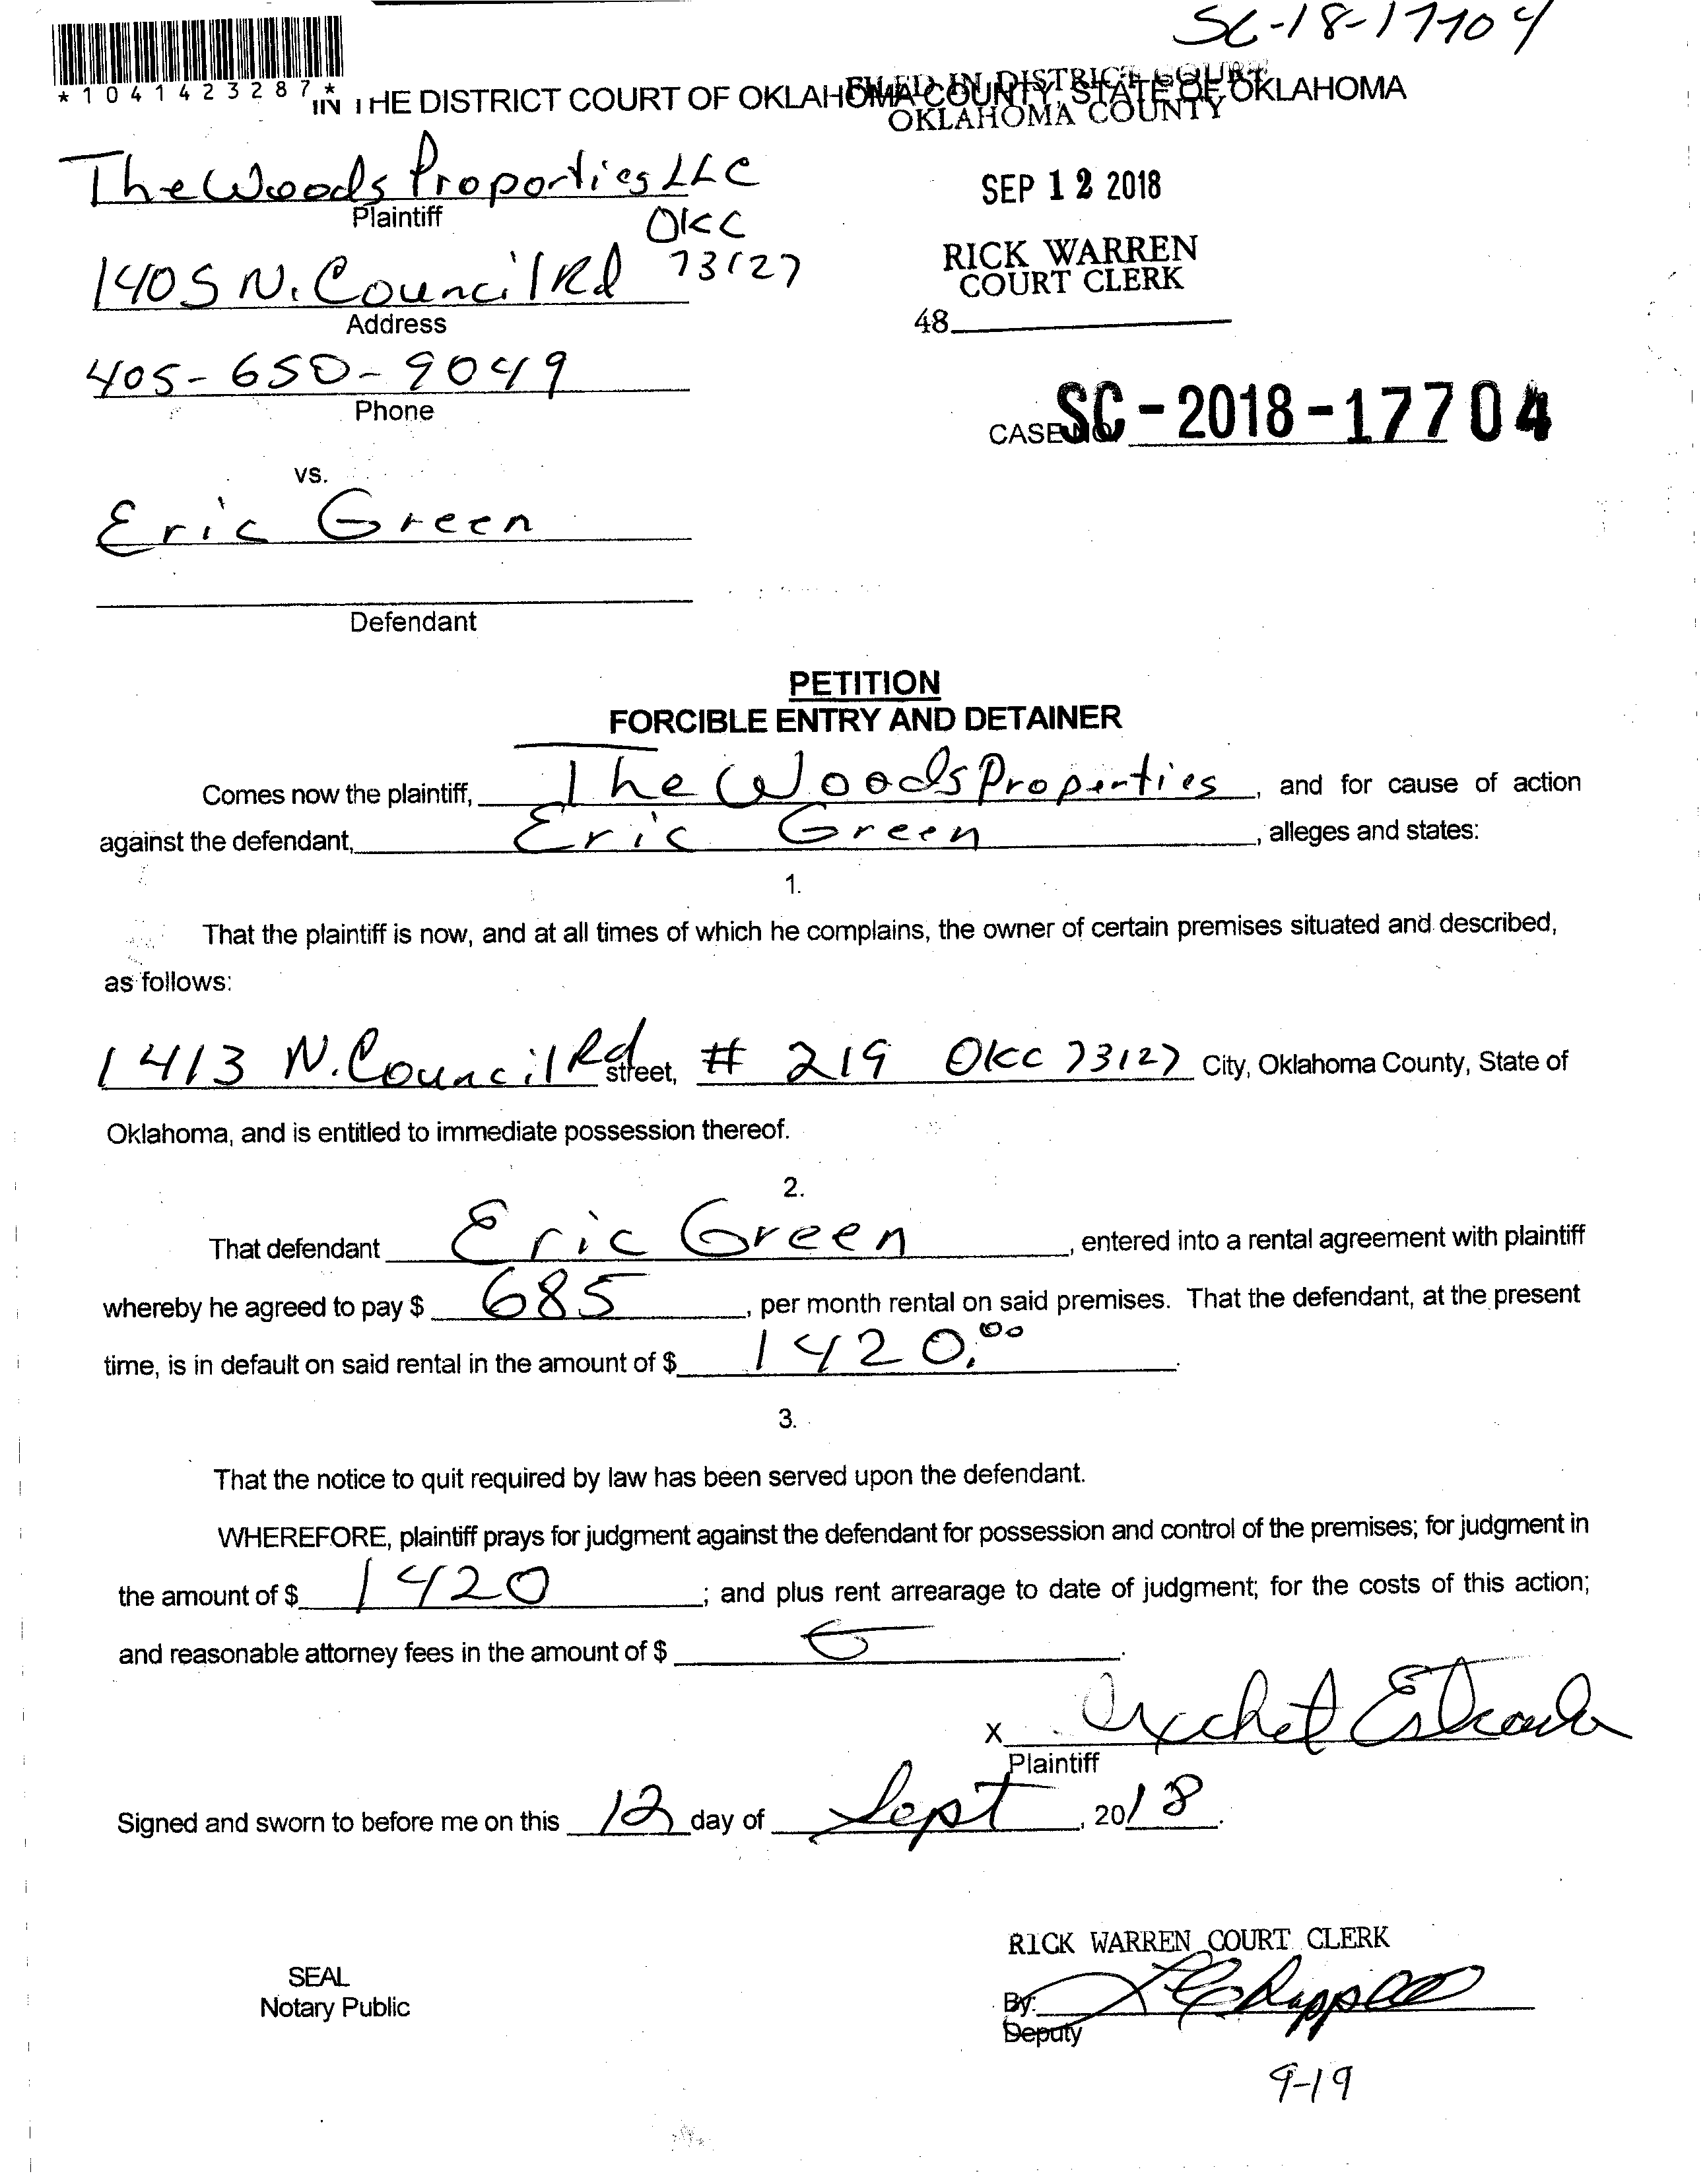 SC-18-17704
*1041423287*
IN THE DISTRICT COURT OF OKLAHOMA COUNTY, STATE OF OKLAHOMA
FILED IN DISTRICT COURT
OKLAHOMA COUNTY
The Woods Proporties LLC
Plaintiff
SEP 12 2018
OKC
1405 N. Council Rd 73127
Address
RICK WARREN
COURT CLERK
48
405-650-9049
Phone
CASE NO. SC-2018-17704
vs.
Eric Green
Defendant
PETITION
FORCIBLE ENTRY AND DETAINER
Comes now the plaintiff, The Woods Properties, and for cause of action
against the defendant, Eric Green, alleges and states:
1.
That the plaintiff is now, and at all times of which he complains, the owner of certain premises situated and described,
as follows:
1413 N. Council Rd street, # 219 OKC 73127 City, Oklahoma County, State of
Oklahoma, and is entitled to immediate possession thereof.
2.
That defendant Eric Green, entered into a rental agreement with plaintiff
whereby he agreed to pay $ 685, per month rental on said premises. That the defendant, at the present
time, is in default on said rental in the amount of $ 1420.00.
3.
That the notice to quit required by law has been served upon the defendant.
WHEREFORE, plaintiff prays for judgment against the defendant for possession and control of the premises; for judgment in
the amount of $ 1420; and plus rent arrearage to date of judgment; for the costs of this action;
and reasonable attorney fees in the amount of $
X Estrada
Plaintiff
Signed and sworn to before me on this 12 day of Sept, 2018.
RICK WARREN COURT CLERK
SEAL
Notary Public
By:
Deputy
9-19